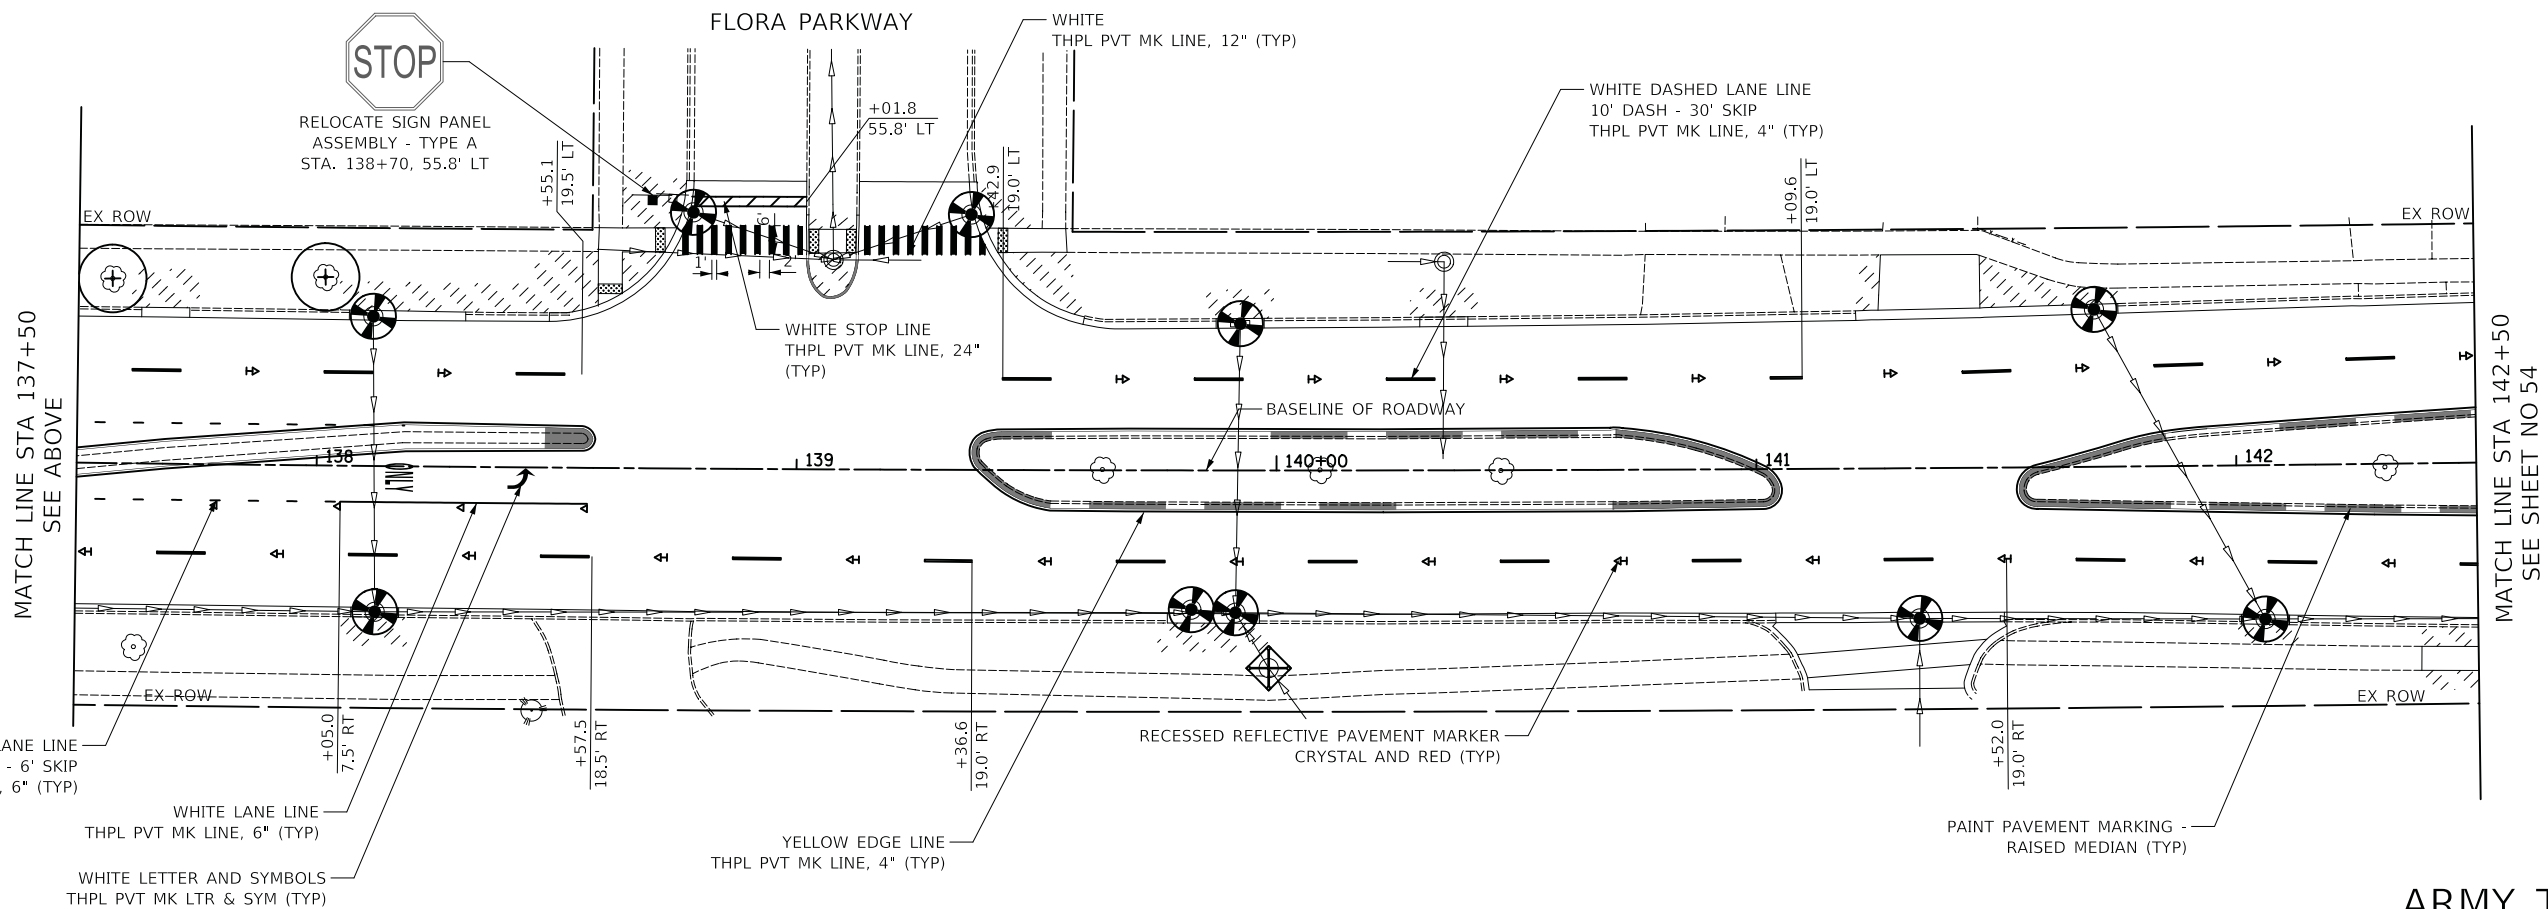 FLORA PARKWAY
STOP
RELOCATE SIGN PANEL
ASSEMBLY - TYPE A
STA. 138+70, 55.8' LT
WHITE
THPL PVT MK LINE, 12" (TYP)
+01.8
55.8' LT
WHITE DASHED LANE LINE
10' DASH - 30' SKIP
THPL PVT MK LINE, 4" (TYP)
+55.1
19.5' LT
+42.9
19.0' LT
+09.6
19.0' LT
EX ROW
EX ROW
6'
1'
2'
WHITE STOP LINE
THPL PVT MK LINE, 24"
(TYP)
MATCH LINE STA 137+50
SEE ABOVE
MATCH LINE STA 142+50
SEE SHEET NO 54
BASELINE OF ROADWAY
138
139
140+00
141
142
ONLY
EX ROW
EX ROW
+05.0
7.5' RT
+57.5
18.5' RT
+36.6
19.0' RT
+52.0
19.0' RT
RECESSED REFLECTIVE PAVEMENT MARKER
CRYSTAL AND RED (TYP)
LANE LINE
- 6' SKIP
, 6" (TYP)
WHITE LANE LINE
THPL PVT MK LINE, 6" (TYP)
YELLOW EDGE LINE
THPL PVT MK LINE, 4" (TYP)
PAINT PAVEMENT MARKING -
RAISED MEDIAN (TYP)
WHITE LETTER AND SYMBOLS
THPL PVT MK LTR & SYM (TYP)
ARMY T